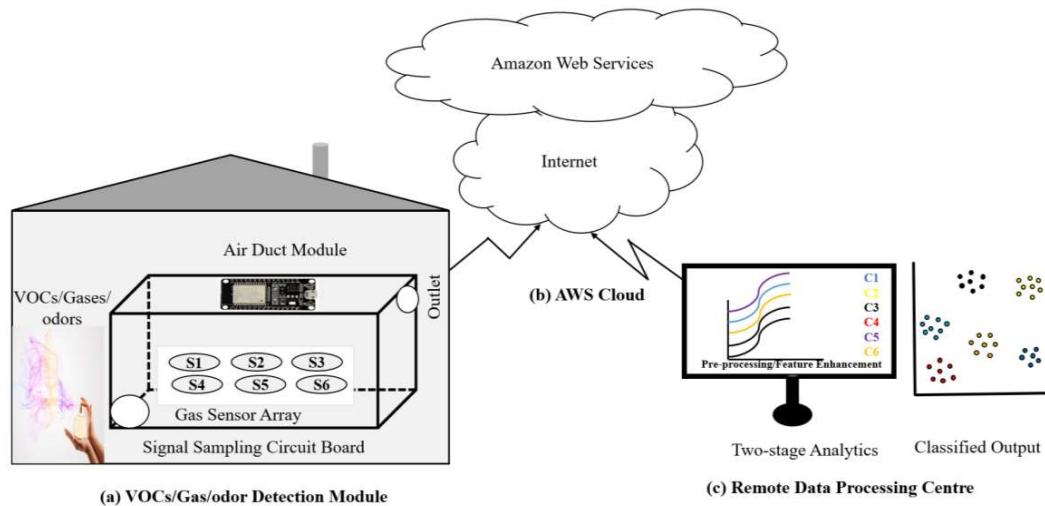 Amazon Web Services
Internet
Air Duct Module
VOCs/Gases/
odors
Outlet
S1 S2 S3
S4 S5 S6
Gas Sensor Array
Signal Sampling Circuit Board
(a) VOCs/Gas/odor Detection Module
(b) AWS Cloud
C1
C2
C3
C4
C5
C6
Pre-processing/Feature Enhancement
Two-stage Analytics
Classified Output
(c) Remote Data Processing Centre